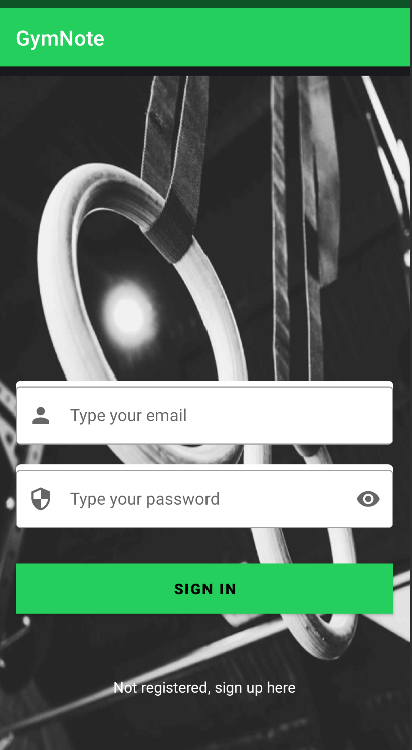 GymNote
Type your email
Type your password
SIGN IN
Not registered, sign up here